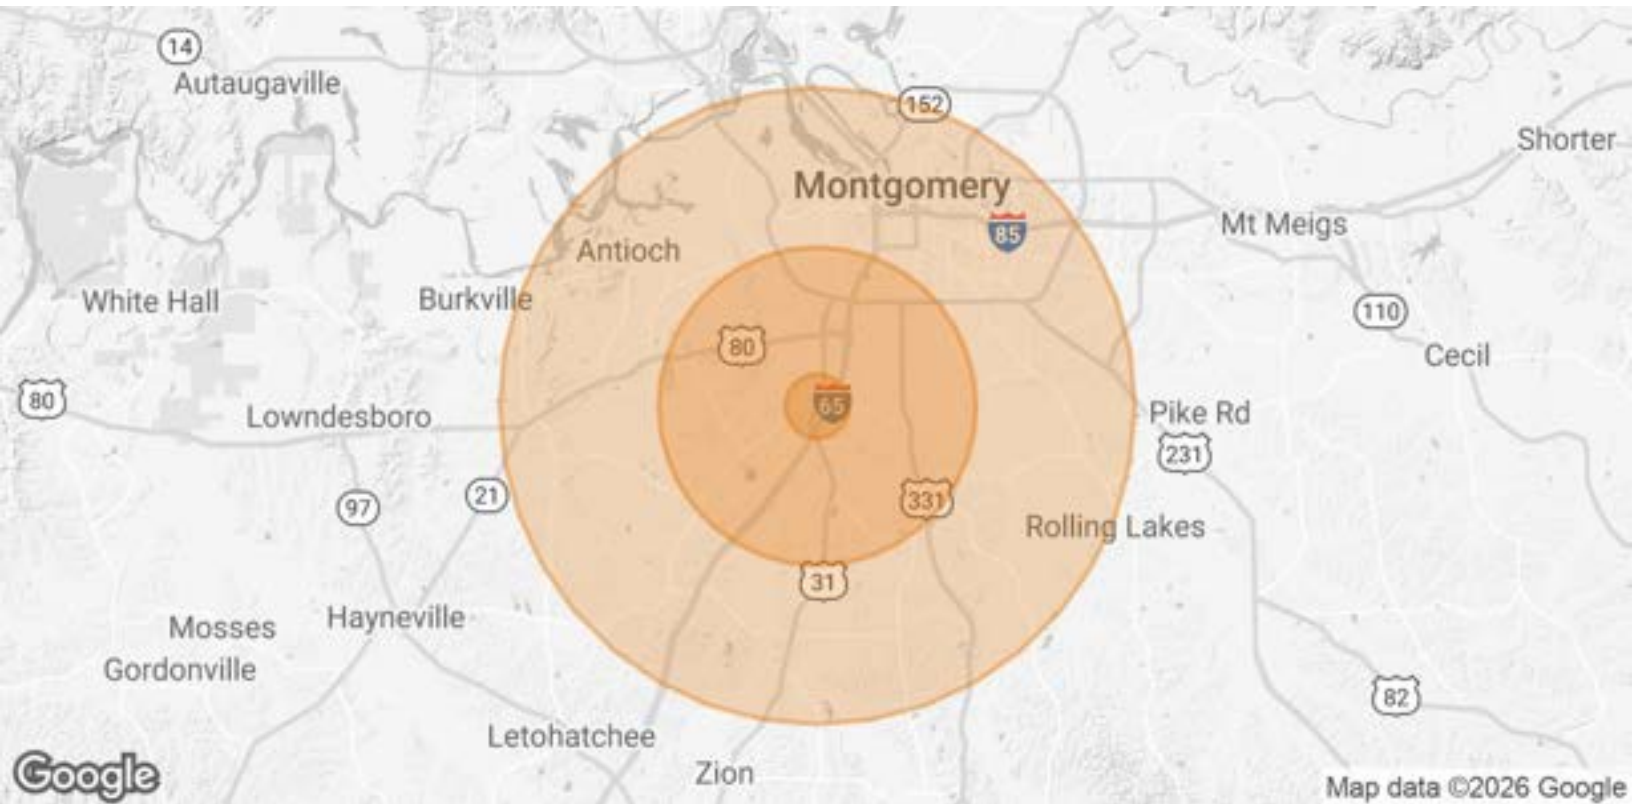 14
Autaugaville
152
Shorter
Montgomery
85
Mt Meigs
Antioch
White Hall
Burkville
110
80
Cecil
80
65
Lowndesboro
Pike Rd
231
97
21
331
Rolling Lakes
31
Hayneville
Mosses
Gordonville
82
Letohatchee
Zion
Google
Map data ©2026 Google